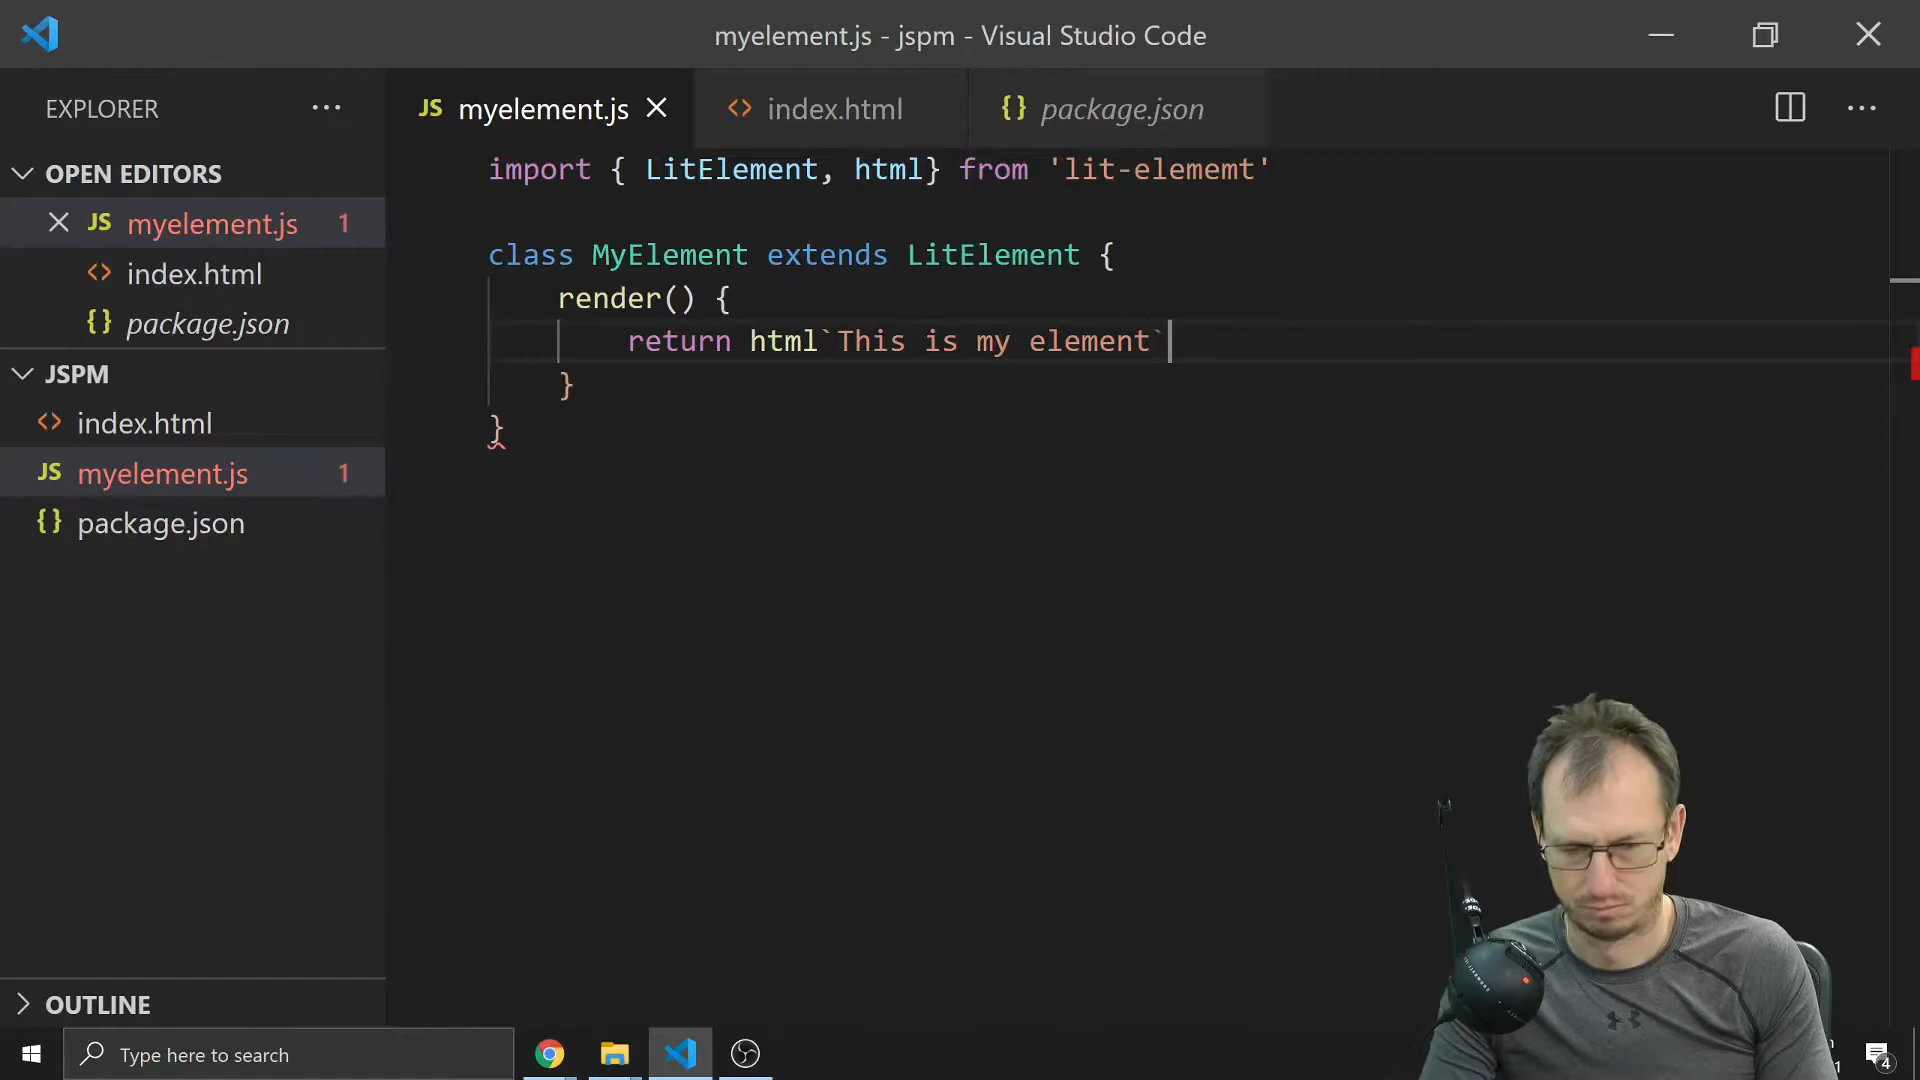 myelement.js - jspm - Visual Studio Code
EXPLORER
JS myelement.js
<> index.html
{} package.json
import { LitElement, html} from 'lit-elememt'
OPEN EDITORS
JS myelement.js 1
<> index.html
{} package.json
class MyElement extends LitElement {
render() {
return html`This is my element`
}
}
JSPM
<> index.html
JS myelement.js 1
{} package.json
OUTLINE
Type here to search
4